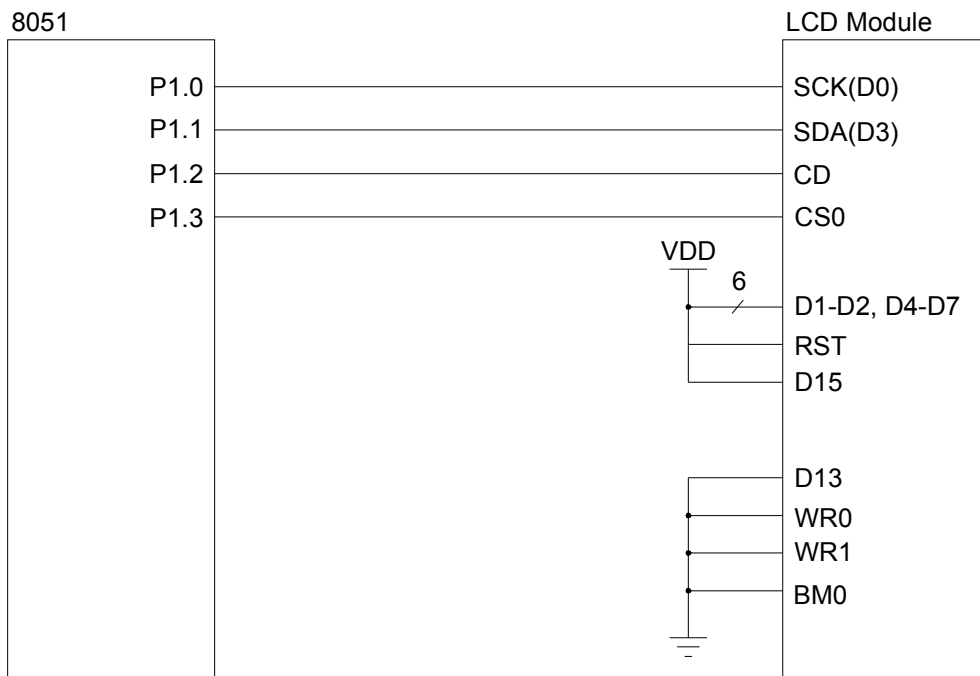 8051 LCD Module
P1.0 SCK(D0)
P1.1 SDA(D3)
P1.2 CD
P1.3 CS0
VDD
6
D1-D2, D4-D7
RST
D15
D13
WR0
WR1
BM0